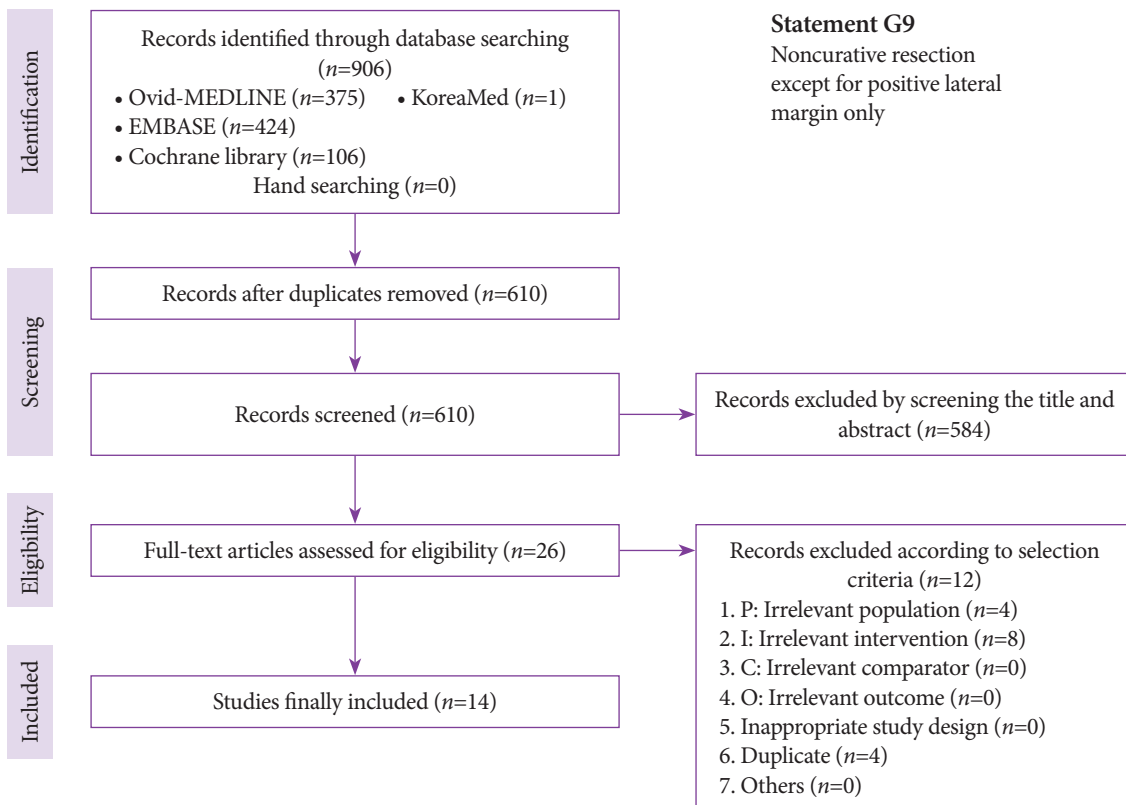 Statement G9
Noncurative resection
except for positive lateral
margin only
Identification
Records identified through database searching
(n=906)
• Ovid-MEDLINE (n=375) • KoreaMed (n=1)
• EMBASE (n=424)
• Cochrane library (n=106)
Hand searching (n=0)
Screening
Records after duplicates removed (n=610)
Records screened (n=610)
Records excluded by screening the title and
abstract (n=584)
Eligibility
Full-text articles assessed for eligibility (n=26)
Records excluded according to selection
criteria (n=12)
1. P: Irrelevant population (n=4)
2. I: Irrelevant intervention (n=8)
3. C: Irrelevant comparator (n=0)
4. O: Irrelevant outcome (n=0)
5. Inappropriate study design (n=0)
6. Duplicate (n=4)
7. Others (n=0)
Included
Studies finally included (n=14)